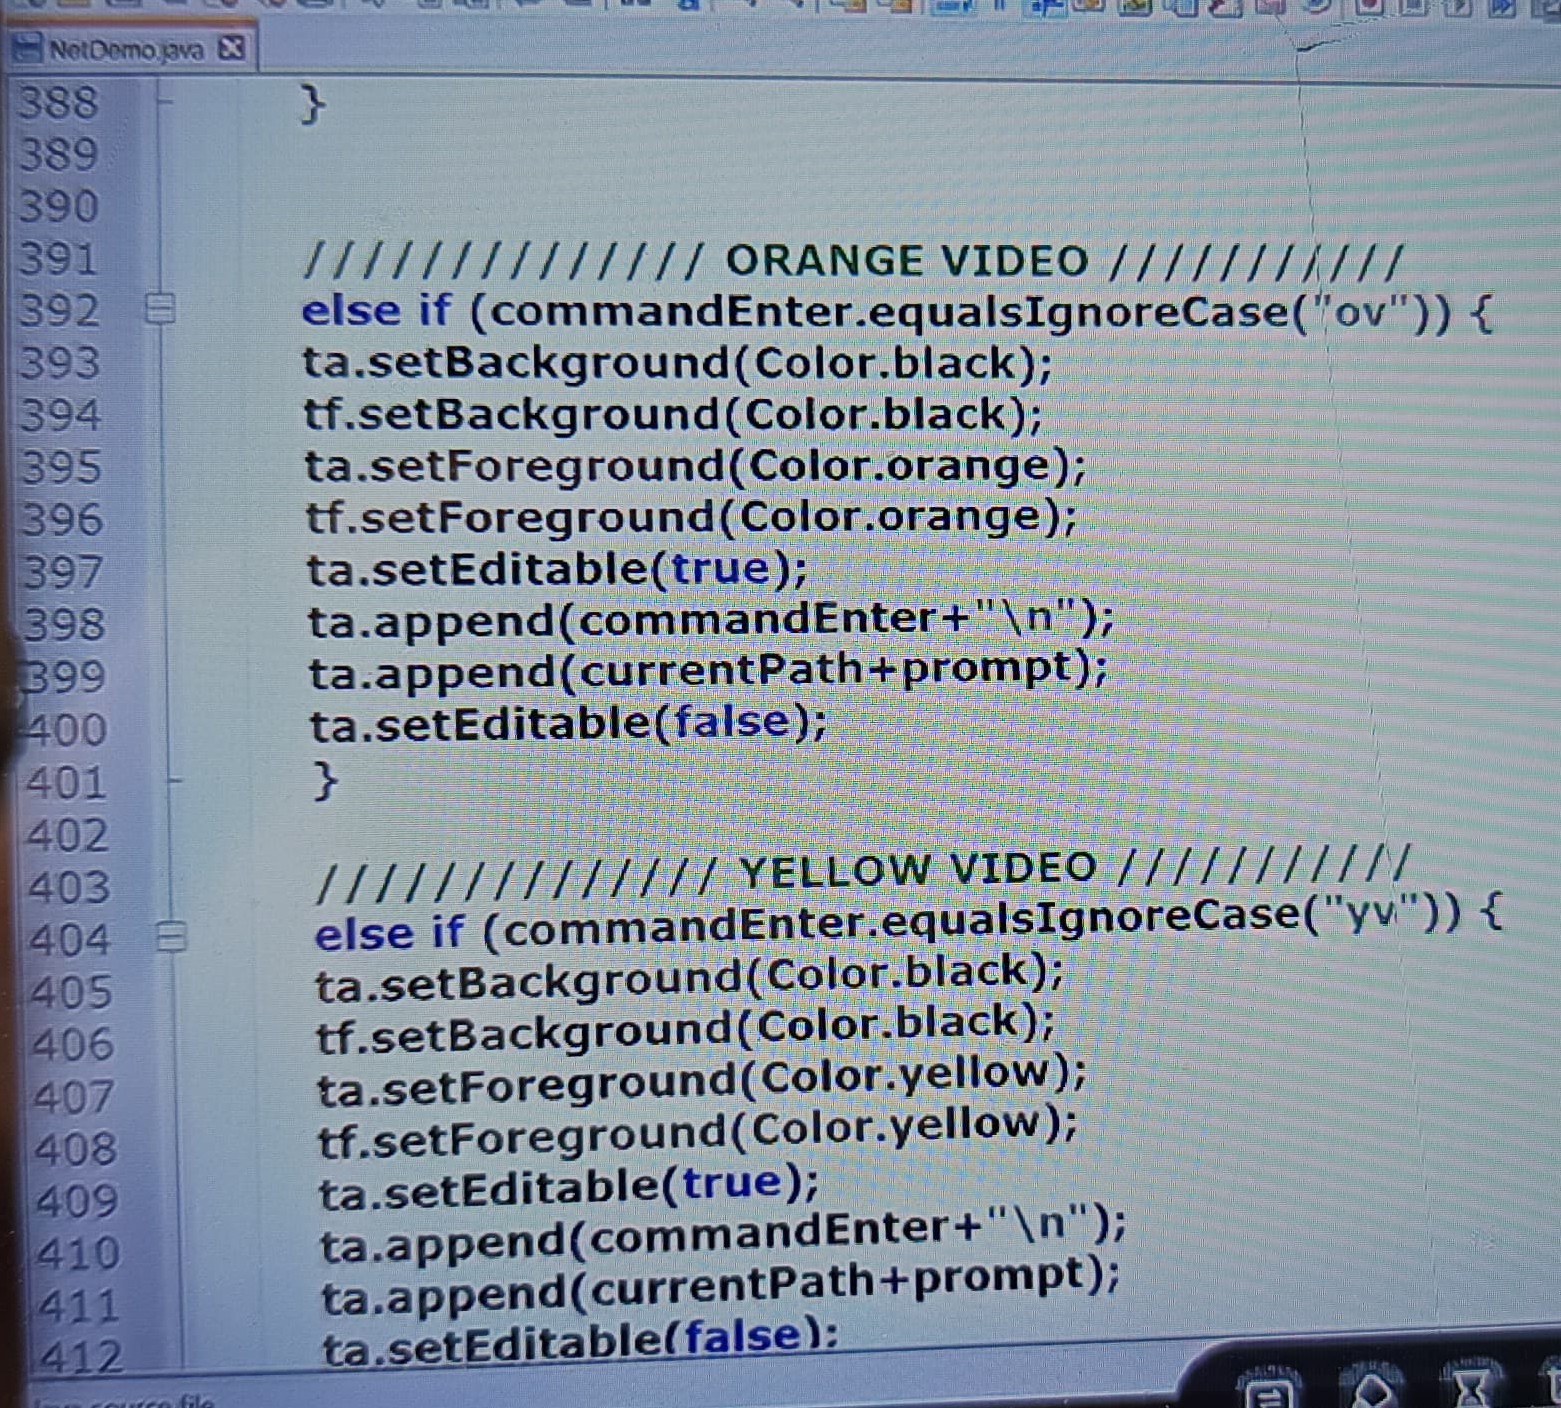 NetDemo.java
388 }
389
390
391 ////////////// ORANGE VIDEO ///////////
392 else if (commandEnter.equalsIgnoreCase("ov")) {
393 ta.setBackground(Color.black);
394 tf.setBackground(Color.black);
395 ta.setForeground(Color.orange);
396 tf.setForeground(Color.orange);
397 ta.setEditable(true);
398 ta.append(commandEnter+"\n");
399 ta.append(currentPath+prompt);
400 ta.setEditable(false);
401 }
402
403 ////////////// YELLOW VIDEO ///////////
404 else if (commandEnter.equalsIgnoreCase("yv")) {
405 ta.setBackground(Color.black);
406 tf.setBackground(Color.black);
407 ta.setForeground(Color.yellow);
408 tf.setForeground(Color.yellow);
409 ta.setEditable(true);
410 ta.append(commandEnter+"\n");
411 ta.append(currentPath+prompt);
412 ta.setEditable(false);
source file